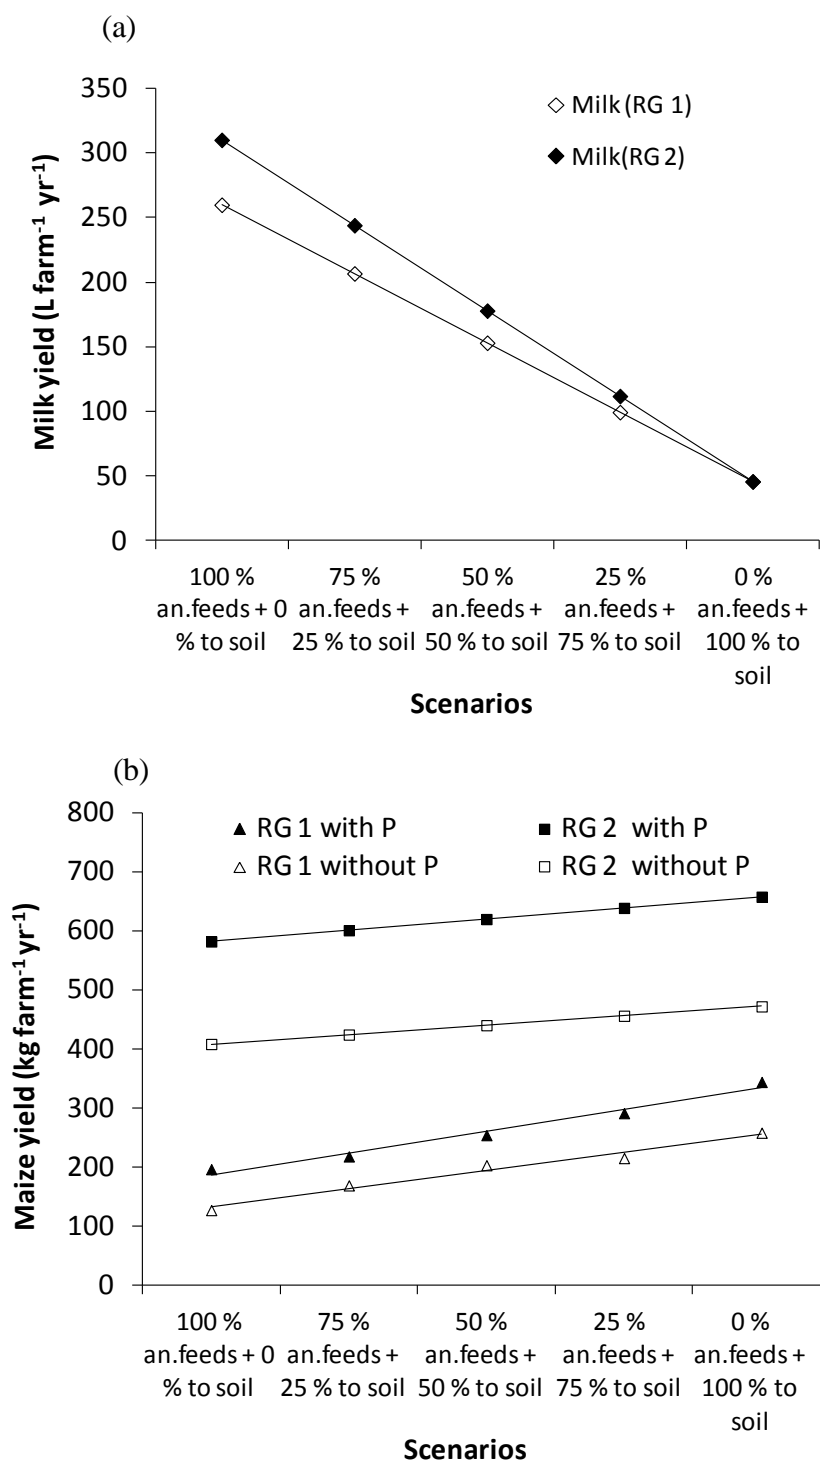 (a)
350
300
250
200
150
100
50
0
Milk yield (L farm⁻¹ yr⁻¹)
Milk (RG 1)
Milk(RG 2)
100 %
an.feeds + 0
% to soil
75 %
an.feeds +
25 % to soil
50 %
an.feeds +
50 % to soil
25 %
an.feeds +
75 % to soil
0 %
an.feeds +
100 % to
soil
Scenarios
(b)
800
700
600
500
400
300
200
100
0
Maize yield (kg farm⁻¹ yr⁻¹)
RG 1 with P
RG 2 with P
RG 1 without P
RG 2 without P
100 %
an.feeds + 0
% to soil
75 %
an.feeds +
25 % to soil
50 %
an.feeds +
50 % to soil
25 %
an.feeds +
75 % to soil
0 %
an.feeds +
100 % to
soil
Scenarios